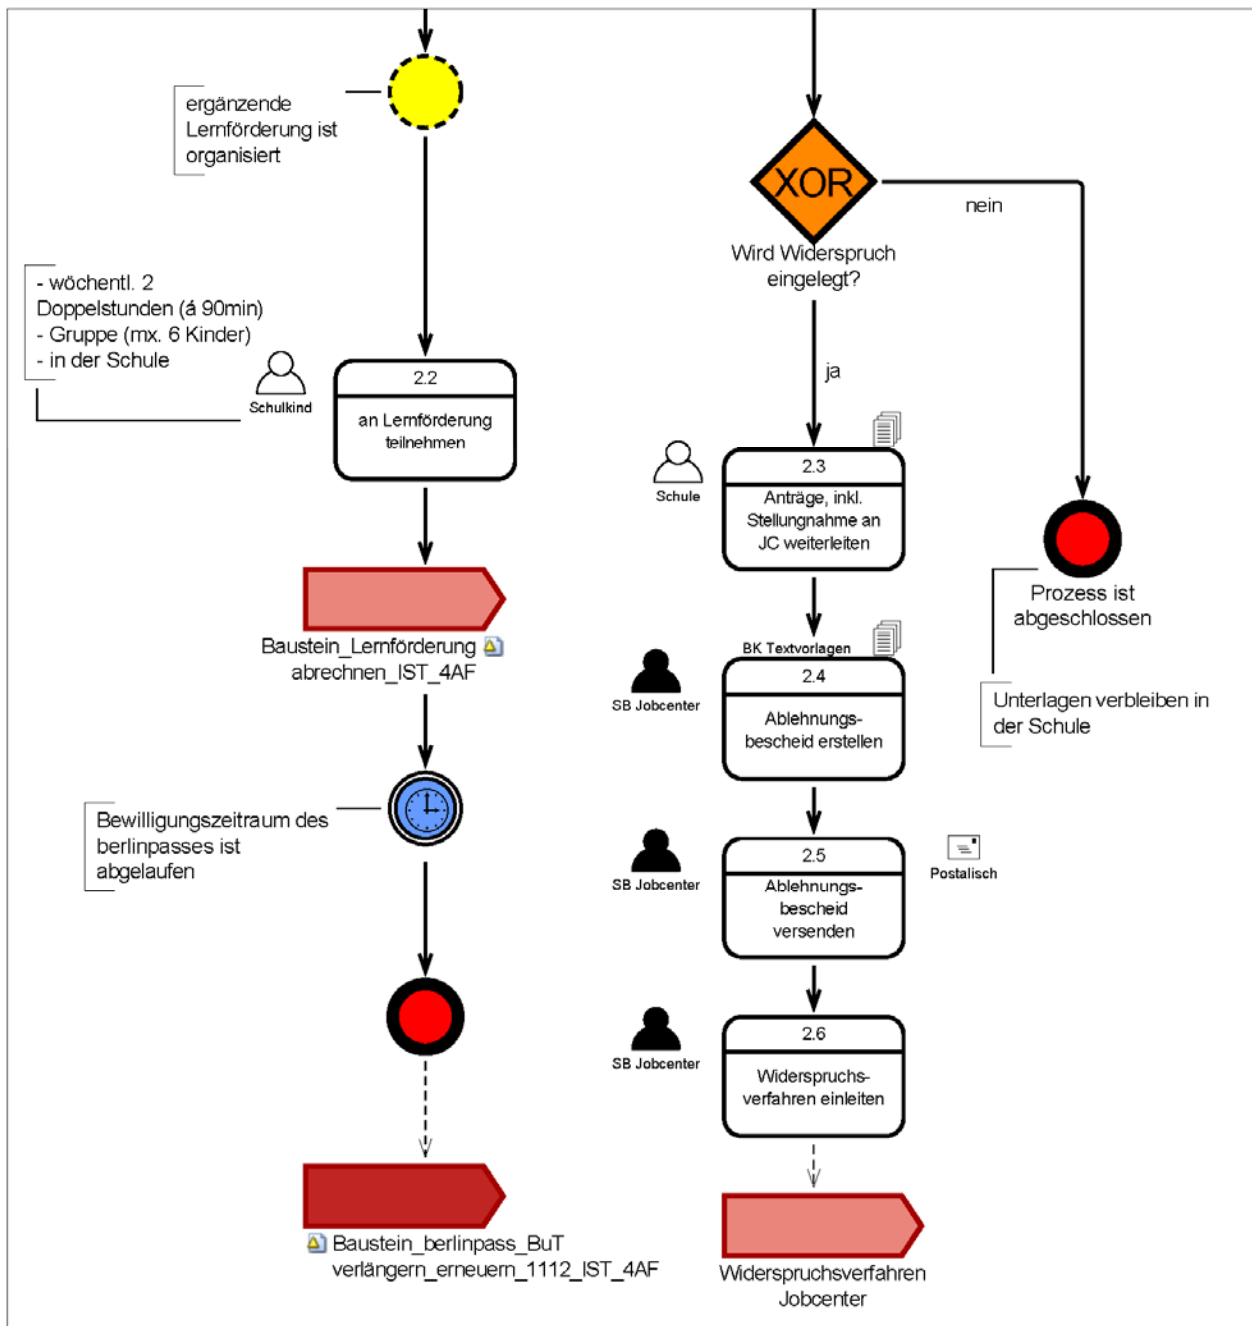 ergänzende
Lernförderung ist
organisiert
- wöchentl. 2
Doppelstunden (á 90min)
- Gruppe (mx. 6 Kinder)
- in der Schule
Schulkind
2.2
an Lernförderung
teilnehmen
Baustein_Lernförderung
abrechnen_IST_4AF
Bewilligungszeitraum des
berlinpasses ist
abgelaufen
Baustein_berlinpass_BuT
verlängern_erneuern_1112_IST_4AF
XOR
nein
Wird Widerspruch
eingelegt?
ja
Schule
2.3
Anträge, inkl.
Stellungnahme an
JC weiterleiten
Prozess ist
abgeschlossen
Unterlagen verbleiben in
der Schule
BK Textvorlagen
SB Jobcenter
2.4
Ablehnungs-
bescheid erstellen
SB Jobcenter
2.5
Ablehnungs-
bescheid
versenden
Postalisch
SB Jobcenter
2.6
Widerspruchs-
verfahren einleiten
Widerspruchsverfahren
Jobcenter